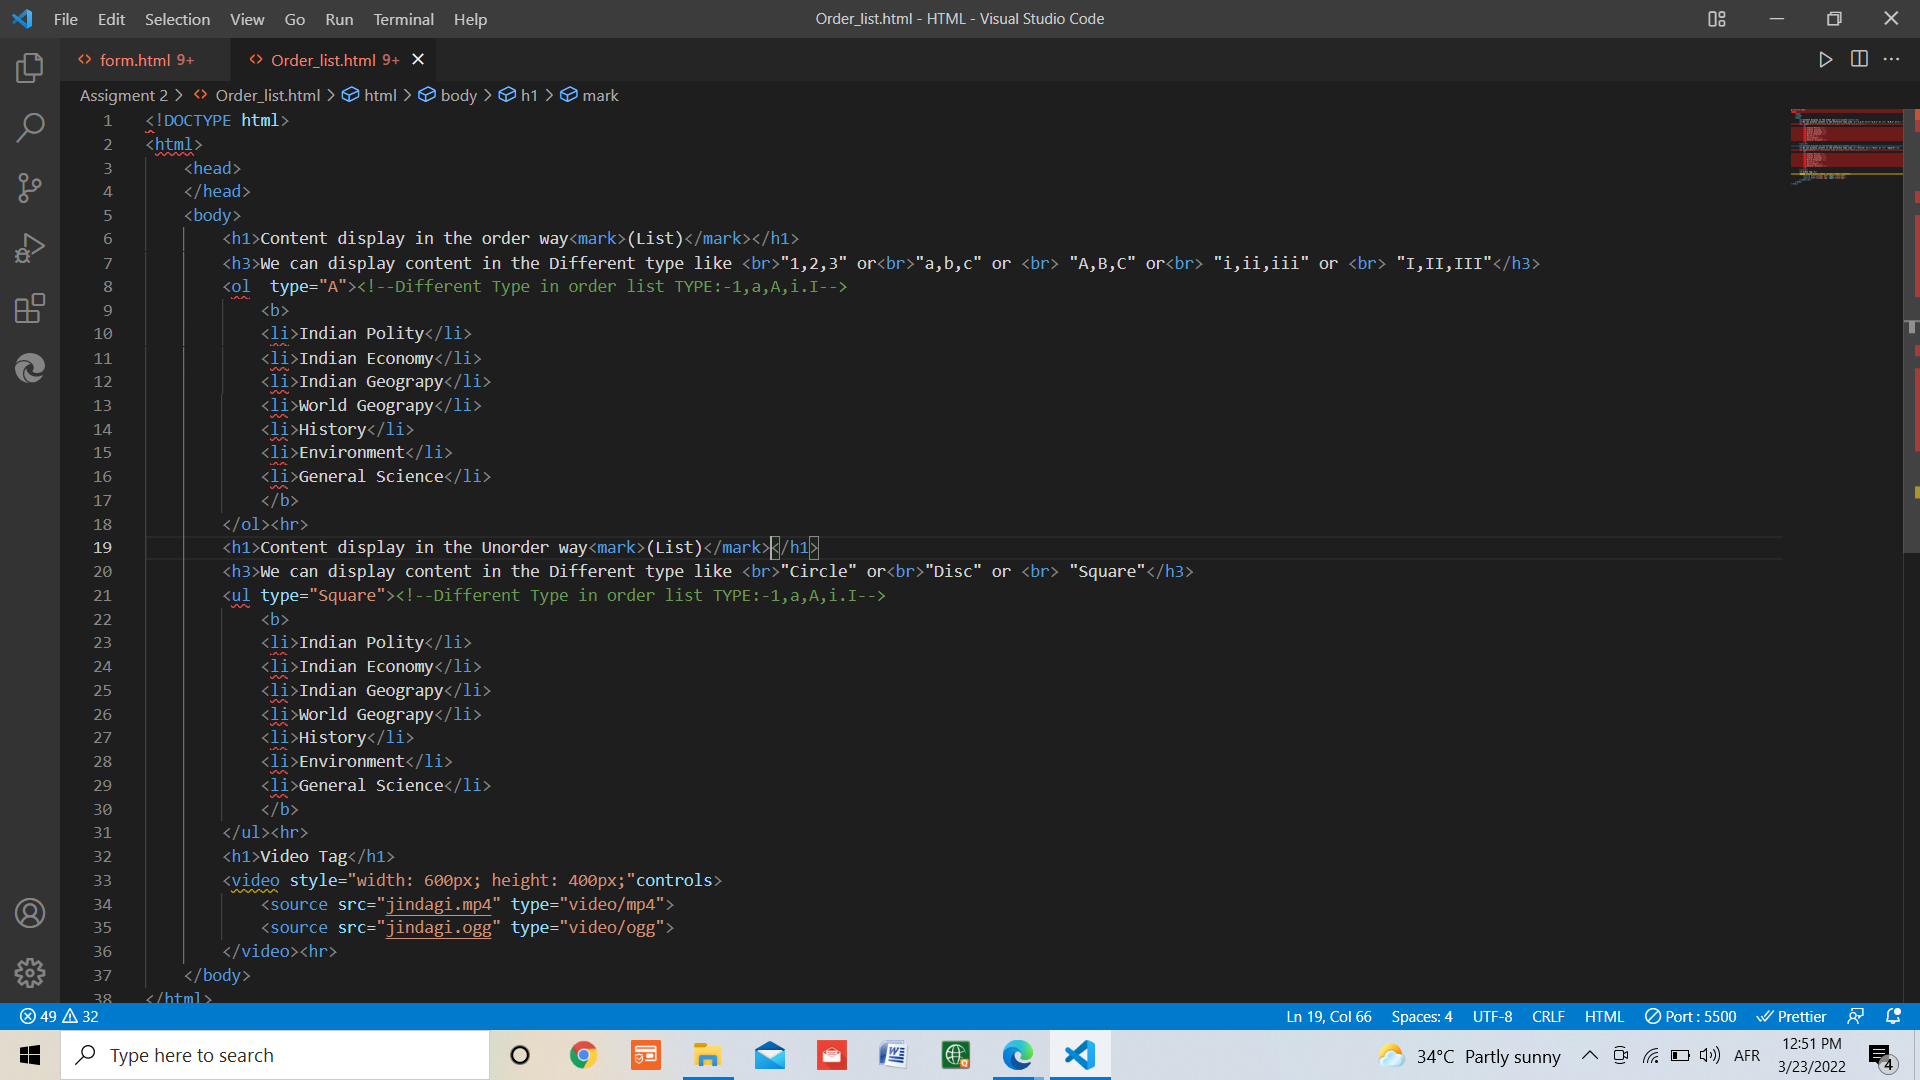 File Edit Selection View Go Run Terminal Help Order_list.html - HTML - Visual Studio Code
form.html 9+ Order_list.html 9+
Assigment 2 > Order_list.html > html > body > h1 > mark
1 <!DOCTYPE html>
2 <html>
3 <head>
4 </head>
5 <body>
6 <h1>Content display in the order way<mark>(List)</mark></h1>
7 <h3>We can display content in the Different type like <br>"1,2,3" or<br>"a,b,c" or <br> "A,B,C" or<br> "i,ii,iii" or <br> "I,II,III"</h3>
8 <ol  type="A"><!--Different Type in order list TYPE:-1,a,A,i.I-->
9 <b>
10 <li>Indian Polity</li>
11 <li>Indian Economy</li>
12 <li>Indian Geograpy</li>
13 <li>World Geograpy</li>
14 <li>History</li>
15 <li>Environment</li>
16 <li>General Science</li>
17 </b>
18 </ol><hr>
19 <h1>Content display in the Unorder way<mark>(List)</mark></h1>
20 <h3>We can display content in the Different type like <br>"Circle" or<br>"Disc" or <br> "Square"</h3>
21 <ul type="Square"><!--Different Type in order list TYPE:-1,a,A,i.I-->
22 <b>
23 <li>Indian Polity</li>
24 <li>Indian Economy</li>
25 <li>Indian Geograpy</li>
26 <li>World Geograpy</li>
27 <li>History</li>
28 <li>Environment</li>
29 <li>General Science</li>
30 </b>
31 </ul><hr>
32 <h1>Video Tag</h1>
33 <video style="width: 600px; height: 400px;"controls>
34 <source src="jindagi.mp4" type="video/mp4">
35 <source src="jindagi.ogg" type="video/ogg">
36 </video><hr>
37 </body>
38 </html>
49 32 Ln 19, Col 66 Spaces: 4 UTF-8 CRLF HTML Port : 5500 Prettier
Type here to search 34°C Partly sunny AFR 12:51 PM
3/23/2022 4